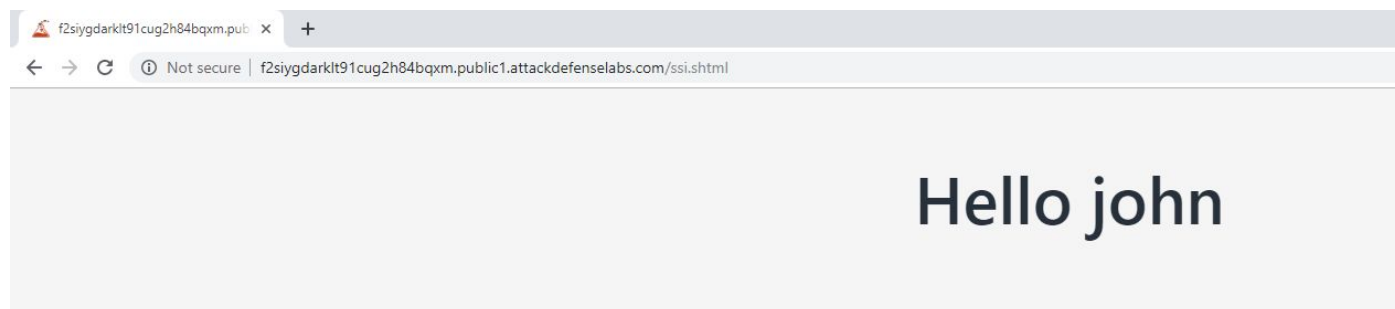 f2siygdarklt91cug2h84bqxm.pub
Not secure | f2siygdarklt91cug2h84bqxm.public1.attackdefenselabs.com/ssi.shtml
Hello john